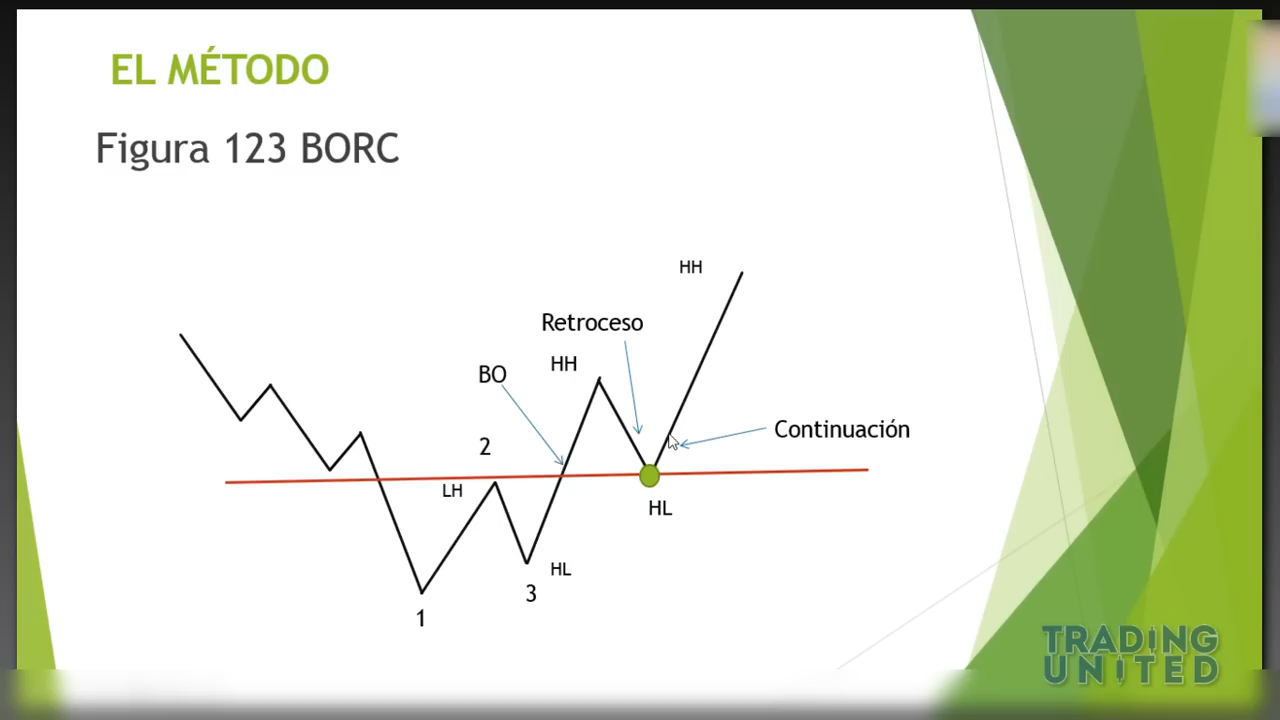 EL MÉTODO
Figura 123 BORC
HH
Retroceso
HH
BO
Continuación
2
LH
HL
HL
3
1
TRADING
UNITED